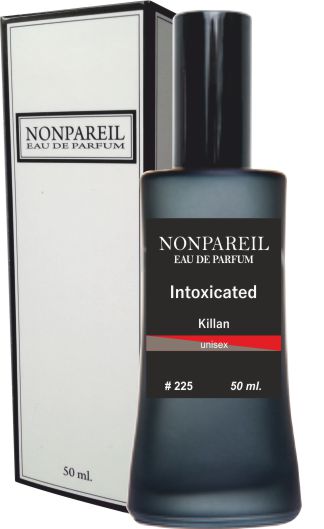 NONPAREIL
EAU DE PARFUM
50 ml.
NONPAREIL
EAU DE PARFUM
Intoxicated
Killan
unisex
# 225 50 ml.